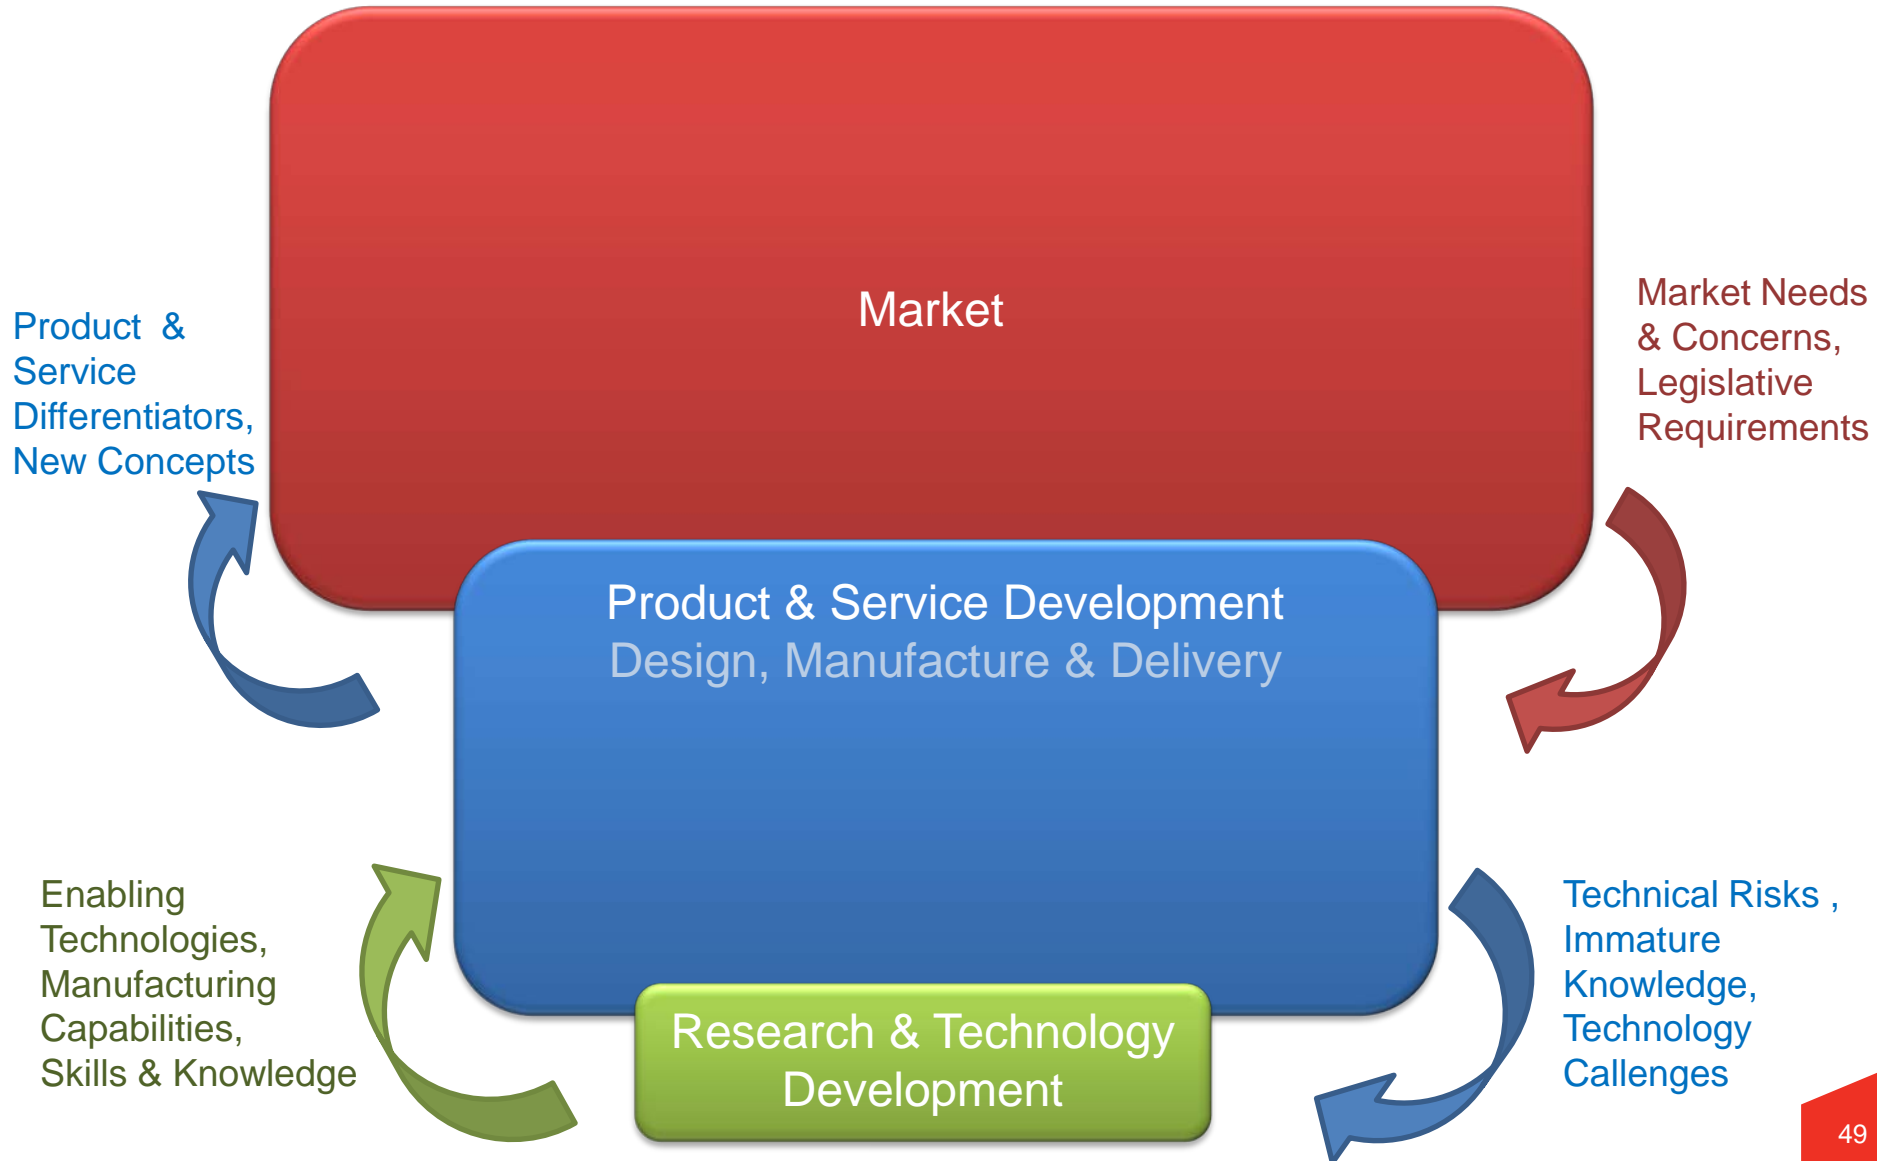 Market
Product & Service Development
Design, Manufacture & Delivery
Research & Technology
Development
Product  &
Service
Differentiators,
New Concepts
Market Needs
& Concerns,
Legislative
Requirements
Enabling
Technologies,
Manufacturing
Capabilities,
Skills & Knowledge
Technical Risks ,
Immature
Knowledge,
Technology
Callenges
49